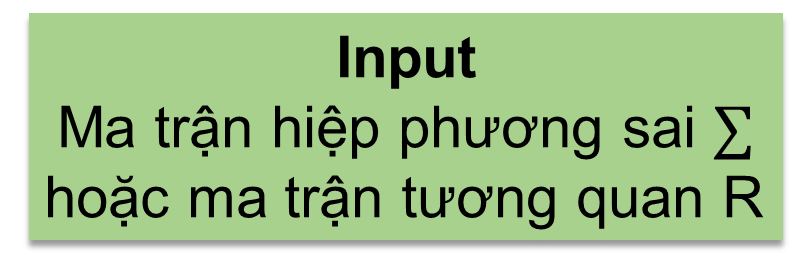 Input
Ma trận hiệp phương sai ∑
hoặc ma trận tương quan R